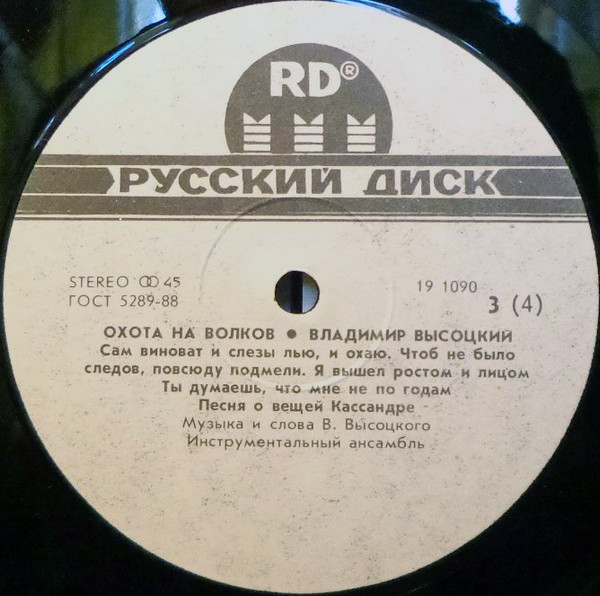 RD®
РУССКИЙ ДИСК
STEREO Ꝏ 45
19 1090
ГОСТ 5289-88
3 (4)
ОХОТА НА ВОЛКОВ ● ВЛАДИМИР ВЫСОЦКИЙ
Сам виноват и слезы лью, и охаю. Чтоб не было
следов, повсюду подмели. Я вышел ростом и лицом
Ты думаешь, что мне не по годам
Песня о вещей Кассандре
Музыка и слова В. Высоцкого
Инструментальный ансамбль